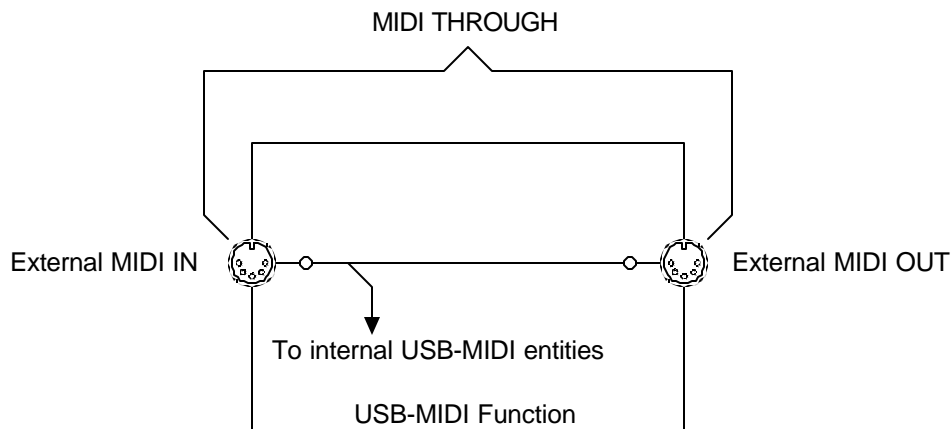 MIDI THROUGH
External MIDI IN
External MIDI OUT
To internal USB-MIDI entities
USB-MIDI Function